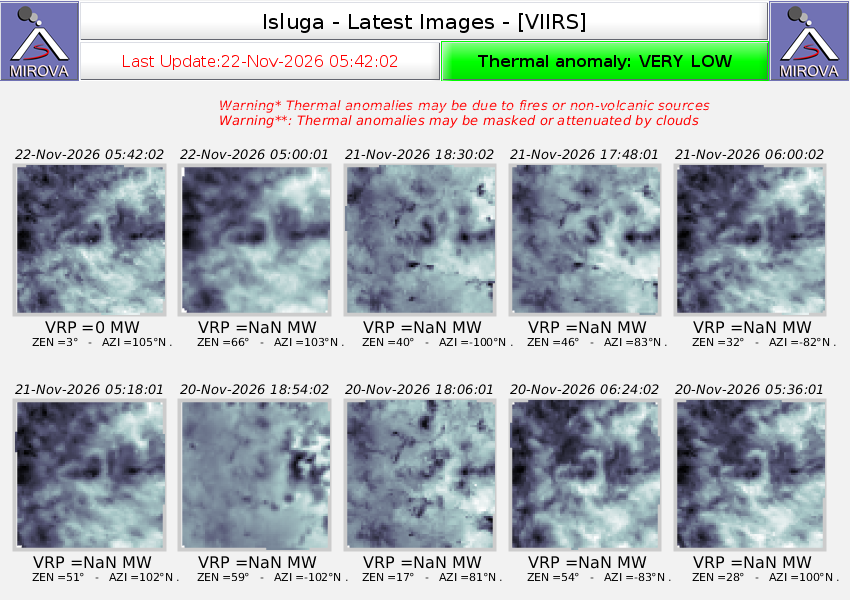 Isluga - Latest Images - [VIIRS]
MIROVA
Last Update:22-Nov-2026 05:42:02
Thermal anomaly: VERY LOW
MIROVA
Warning* Thermal anomalies may be due to fires or non-volcanic sources
Warning**: Thermal anomalies may be masked or attenuated by clouds
22-Nov-2026 05:42:02
22-Nov-2026 05:00:01
21-Nov-2026 18:30:02
21-Nov-2026 17:48:01
21-Nov-2026 06:00:02
VRP =0 MW
VRP =NaN MW
VRP =NaN MW
VRP =NaN MW
VRP =NaN MW
ZEN =3° - AZI =105°N .
ZEN =66° - AZI =103°N .
ZEN =40° - AZI =-100°N .
ZEN =46° - AZI =83°N .
ZEN =32° - AZI =-82°N .
21-Nov-2026 05:18:01
20-Nov-2026 18:54:02
20-Nov-2026 18:06:01
20-Nov-2026 06:24:02
20-Nov-2026 05:36:01
VRP =NaN MW
VRP =NaN MW
VRP =NaN MW
VRP =NaN MW
VRP =NaN MW
ZEN =51° - AZI =102°N .
ZEN =59° - AZI =-102°N .
ZEN =17° - AZI =81°N .
ZEN =54° - AZI =-83°N .
ZEN =28° - AZI =100°N .